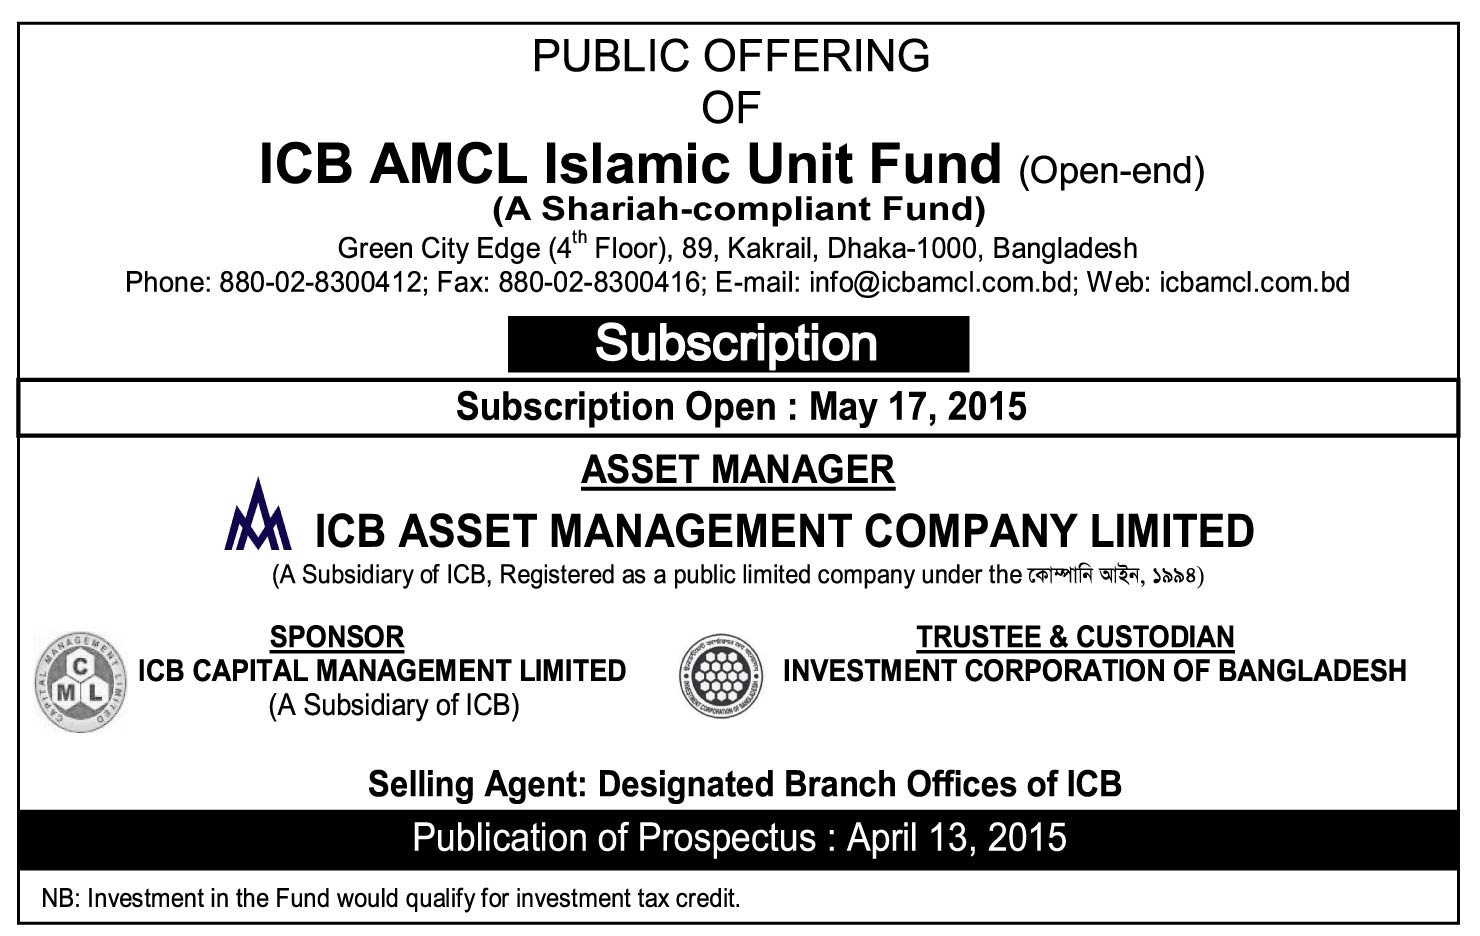 PUBLIC OFFERING
OF
ICB AMCL Islamic Unit Fund (Open-end)
(A Shariah-compliant Fund)
Green City Edge (4th Floor), 89, Kakrail, Dhaka-1000, Bangladesh
Phone: 880-02-8300412; Fax: 880-02-8300416; E-mail: info@icbamcl.com.bd; Web: icbamcl.com.bd
Subscription
Subscription Open : May 17, 2015
ASSET MANAGER
ICB ASSET MANAGEMENT COMPANY LIMITED
(A Subsidiary of ICB, Registered as a public limited company under the কোম্পানি আইন, ১৯৯৪)
CAPITAL MANAGEMENT LIMITED
C
M L
SPONSOR
ICB CAPITAL MANAGEMENT LIMITED
(A Subsidiary of ICB)
INVESTMENT CORPORATION OF BANGLADESH
TRUSTEE & CUSTODIAN
INVESTMENT CORPORATION OF BANGLADESH
Selling Agent: Designated Branch Offices of ICB
Publication of Prospectus : April 13, 2015
NB: Investment in the Fund would qualify for investment tax credit.